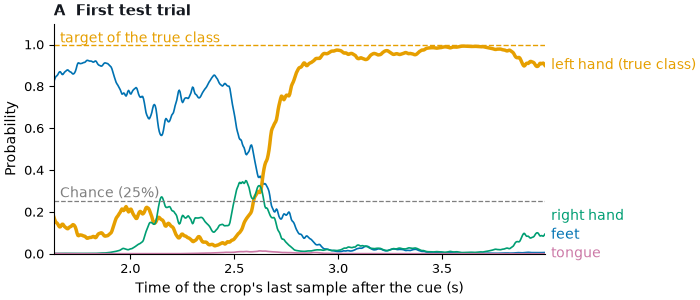 A First test trial
target of the true class
left hand (true class)
Chance (25%)
right hand
feet
tongue
Probability
1.0
0.8
0.6
0.4
0.2
0.0
2.0
2.5
3.0
3.5
Time of the crop's last sample after the cue (s)